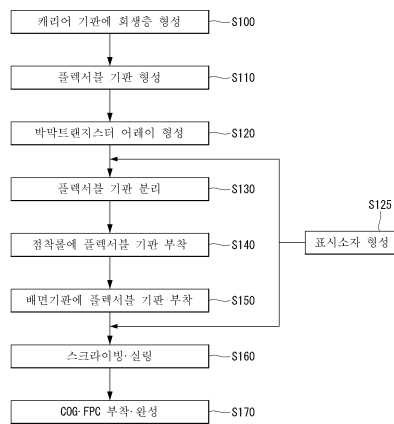 캐리어 기판에 희생층 형성 S100
플렉서블 기판 형성 S110
박막트랜지스터 어레이 형성 S120
플렉서블 기판 분리 S130
S125
표시소자 형성
점착롤에 플렉서블 기판 부착 S140
배면기판에 플렉서블 기판 부착 S150
스크라이빙·실링 S160
COG·FPC 부착·완성 S170